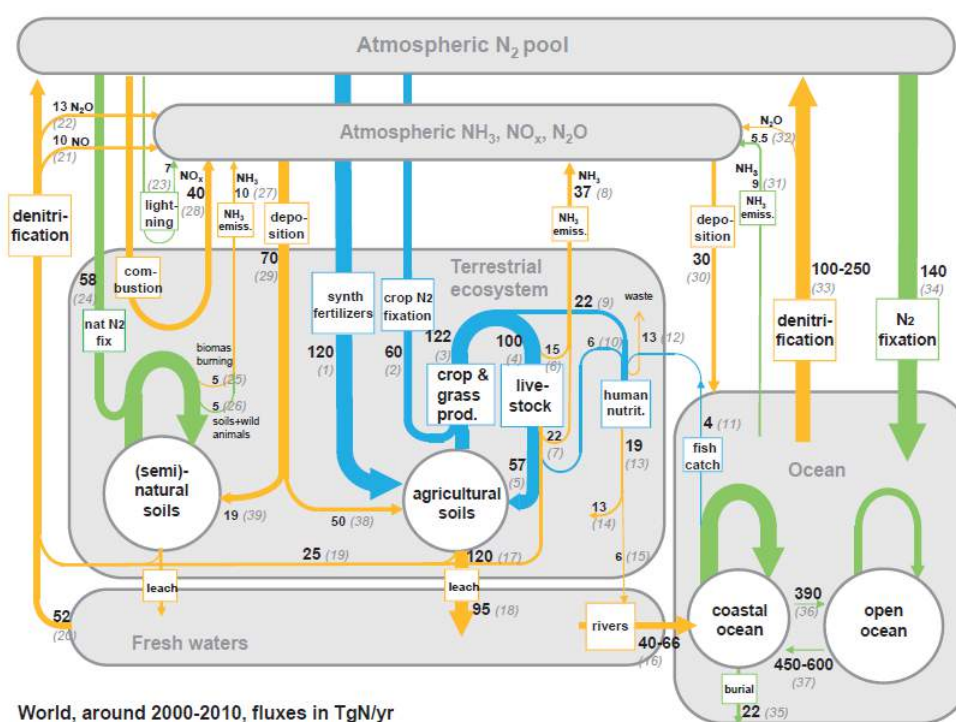 Atmospheric N₂ pool
13 N₂O
(22)
10 NO
(21)
Atmospheric NH₃, NOₓ, N₂O
N₂O
5.5 (32)
7
(23)
light-
ning
NOₓ
40
(28)
NH₃
10 (27)
NH₃
emiss.
depo-
sition
70
(29)
NH₃
37 (8)
NH₃
emiss.
NH₃
9 (31)
NH₃
emiss.
depo-
sition
30
(30)
denitri-
fication
100-250
(33)
denitri-
fication
140
(34)
N₂
fixation
58
(24)
nat N₂
fix
com-
bustion
Terrestrial
ecosystem
synth
fertilizers
120
(1)
crop N₂
fixation
60
(2)
122
(3)
crop &
grass
prod.
100
(4)
live-
stock
22 (9)
waste
13 (12)
15
(6)
6 (10)
22
(7)
57
(5)
human
nutrit.
19
(13)
13
(14)
6 (15)
4 (11)
fish
catch
biomas
burning
5 (25)
5 (26)
soils+wild
animals
(semi)-
natural
soils
19 (39)
50 (38)
agricultural
soils
25 (19)
120 (17)
leach
leach
95 (18)
52
(20)
Fresh waters
rivers
40-66
(16)
Ocean
coastal
ocean
390
(36)
open
ocean
450-600
(37)
burial
22 (35)
World, around 2000-2010, fluxes in TgN/yr